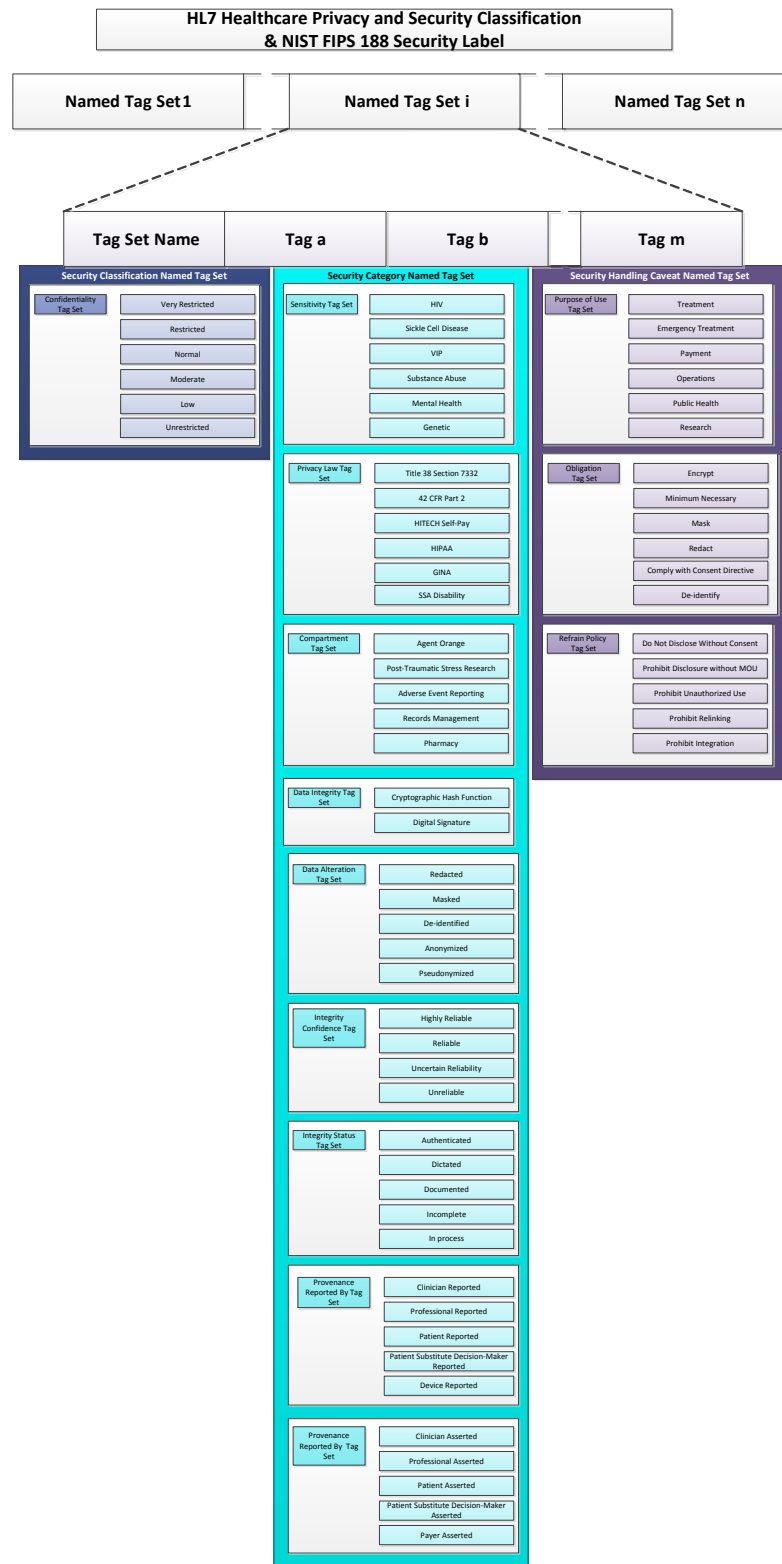 HL7 Healthcare Privacy and Security Classification
& NIST FIPS 188 Security Label
Named Tag Set1
Named Tag Set i
Named Tag Set n
Tag Set Name
Tag a
Tag b
Tag m
Security Classification Named Tag Set
Confidentiality
Tag Set
Very Restricted
Restricted
Normal
Moderate
Low
Unrestricted
Security Category Named Tag Set
Sensitivity Tag Set
HIV
Sickle Cell Disease
VIP
Substance Abuse
Mental Health
Genetic
Privacy Law Tag
Set
Title 38 Section 7332
42 CFR Part 2
HITECH Self-Pay
HIPAA
GINA
SSA Disability
Compartment
Tag Set
Agent Orange
Post-Traumatic Stress Research
Adverse Event Reporting
Records Management
Pharmacy
Data Integrity Tag
Set
Cryptographic Hash Function
Digital Signature
Data Alteration
Tag Set
Redacted
Masked
De-identified
Anonymized
Pseudonymized
Integrity
Confidence Tag
Set
Highly Reliable
Reliable
Uncertain Reliability
Unreliable
Integrity Status
Tag Set
Authenticated
Dictated
Documented
Incomplete
In process
Provenance
Reported By Tag
Set
Clinician Reported
Professional Reported
Patient Reported
Patient Substitute Decision-Maker
Reported
Device Reported
Provenance
Reported By Tag
Set
Clinician Asserted
Professional Asserted
Patient Asserted
Patient Substitute Decision-Maker
Asserted
Payer Asserted
Security Handling Caveat Named Tag Set
Purpose of Use
Tag Set
Treatment
Emergency Treatment
Payment
Operations
Public Health
Research
Obligation
Tag Set
Encrypt
Minimum Necessary
Mask
Redact
Comply with Consent Directive
De-identify
Refrain Policy
Tag Set
Do Not Disclose Without Consent
Prohibit Disclosure without MOU
Prohibit Unauthorized Use
Prohibit Relinking
Prohibit Integration